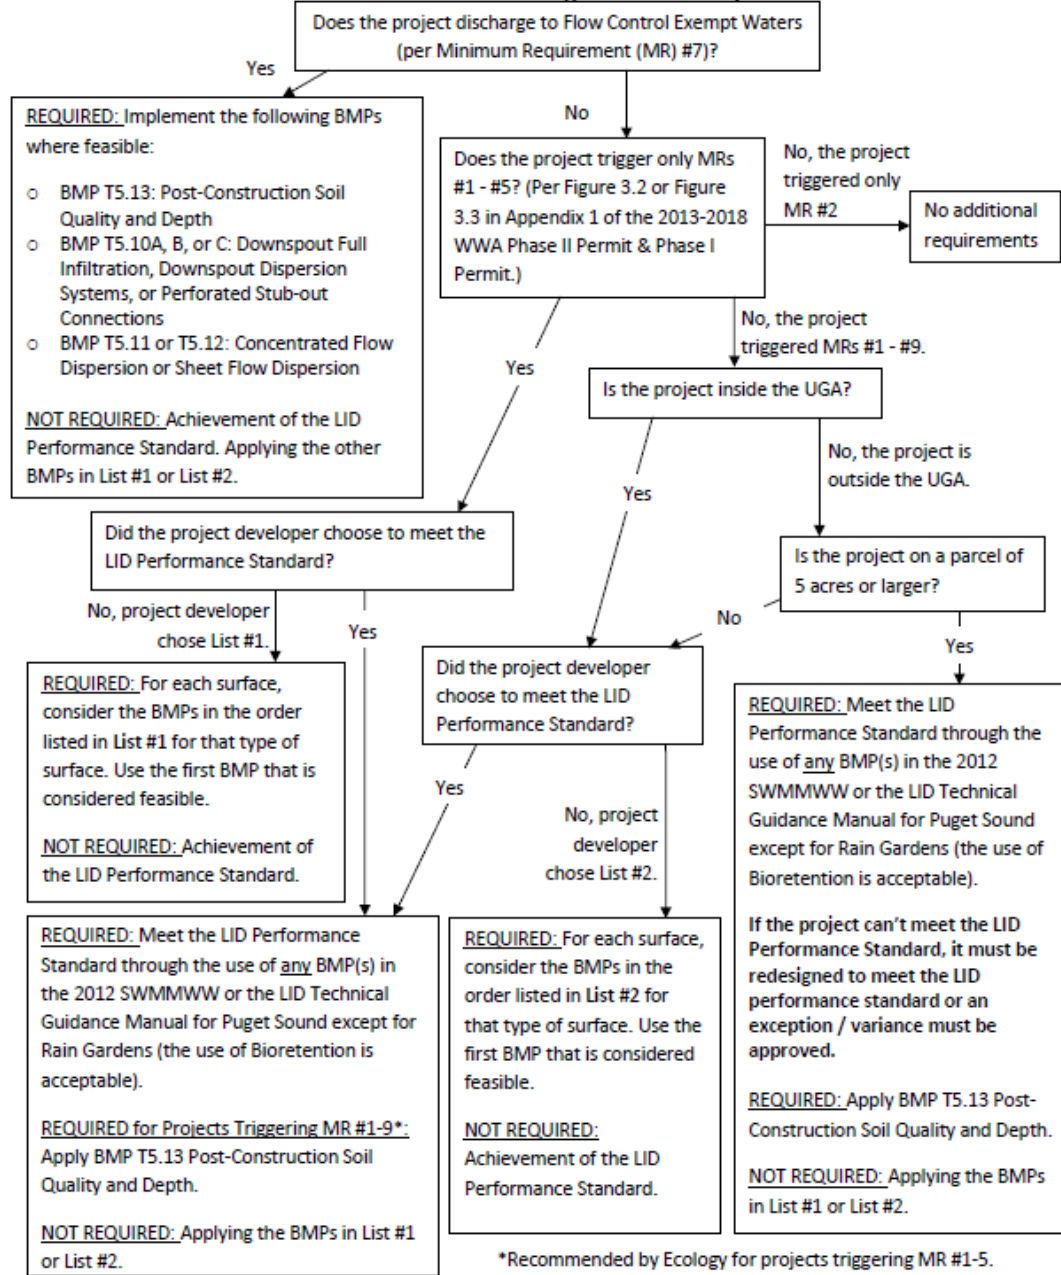 Does the project discharge to Flow Control Exempt Waters
(per Minimum Requirement (MR) #7)?
Yes
No
REQUIRED: Implement the following BMPs
where feasible:
o BMP T5.13: Post-Construction Soil
Quality and Depth
o BMP T5.10A, B, or C: Downspout Full
Infiltration, Downspout Dispersion
Systems, or Perforated Stub-out
Connections
o BMP T5.11 or T5.12: Concentrated Flow
Dispersion or Sheet Flow Dispersion
NOT REQUIRED: Achievement of the LID
Performance Standard. Applying the other
BMPs in List #1 or List #2.
Does the project trigger only MRs
#1 - #5? (Per Figure 3.2 or Figure
3.3 in Appendix 1 of the 2013-2018
WWA Phase II Permit & Phase I
Permit.)
No, the project
triggered only
MR #2
No additional
requirements
Yes
No, the project
triggered MRs #1 - #9.
Is the project inside the UGA?
Yes
No, the project is
outside the UGA.
Did the project developer choose to meet the
LID Performance Standard?
Is the project on a parcel of
5 acres or larger?
No, project developer
chose List #1.
Yes
No
Yes
REQUIRED: For each surface,
consider the BMPs in the order
listed in List #1 for that type of
surface. Use the first BMP that is
considered feasible.
NOT REQUIRED: Achievement of
the LID Performance Standard.
Did the project developer
choose to meet the LID
Performance Standard?
Yes
No, project
developer
chose List #2.
REQUIRED: Meet the LID
Performance Standard through the
use of any BMP(s) in the 2012
SWMMWW or the LID Technical
Guidance Manual for Puget Sound
except for Rain Gardens (the use of
Bioretention is acceptable).
If the project can't meet the LID
Performance Standard, it must be
redesigned to meet the LID
performance standard or an
exception / variance must be
approved.
REQUIRED: Apply BMP T5.13 Post-
Construction Soil Quality and Depth.
NOT REQUIRED: Applying the BMPs
in List #1 or List #2.
REQUIRED: Meet the LID Performance
Standard through the use of any BMP(s) in
the 2012 SWMMWW or the LID Technical
Guidance Manual for Puget Sound except for
Rain Gardens (the use of Bioretention is
acceptable).
REQUIRED for Projects Triggering MR #1-9*:
Apply BMP T5.13 Post-Construction Soil
Quality and Depth.
NOT REQUIRED: Applying the BMPs in List #1
or List #2.
REQUIRED: For each surface,
consider the BMPs in the
order listed in List #2 for
that type of surface. Use the
first BMP that is considered
feasible.
NOT REQUIRED:
Achievement of the LID
Performance Standard.
*Recommended by Ecology for projects triggering MR #1-5.